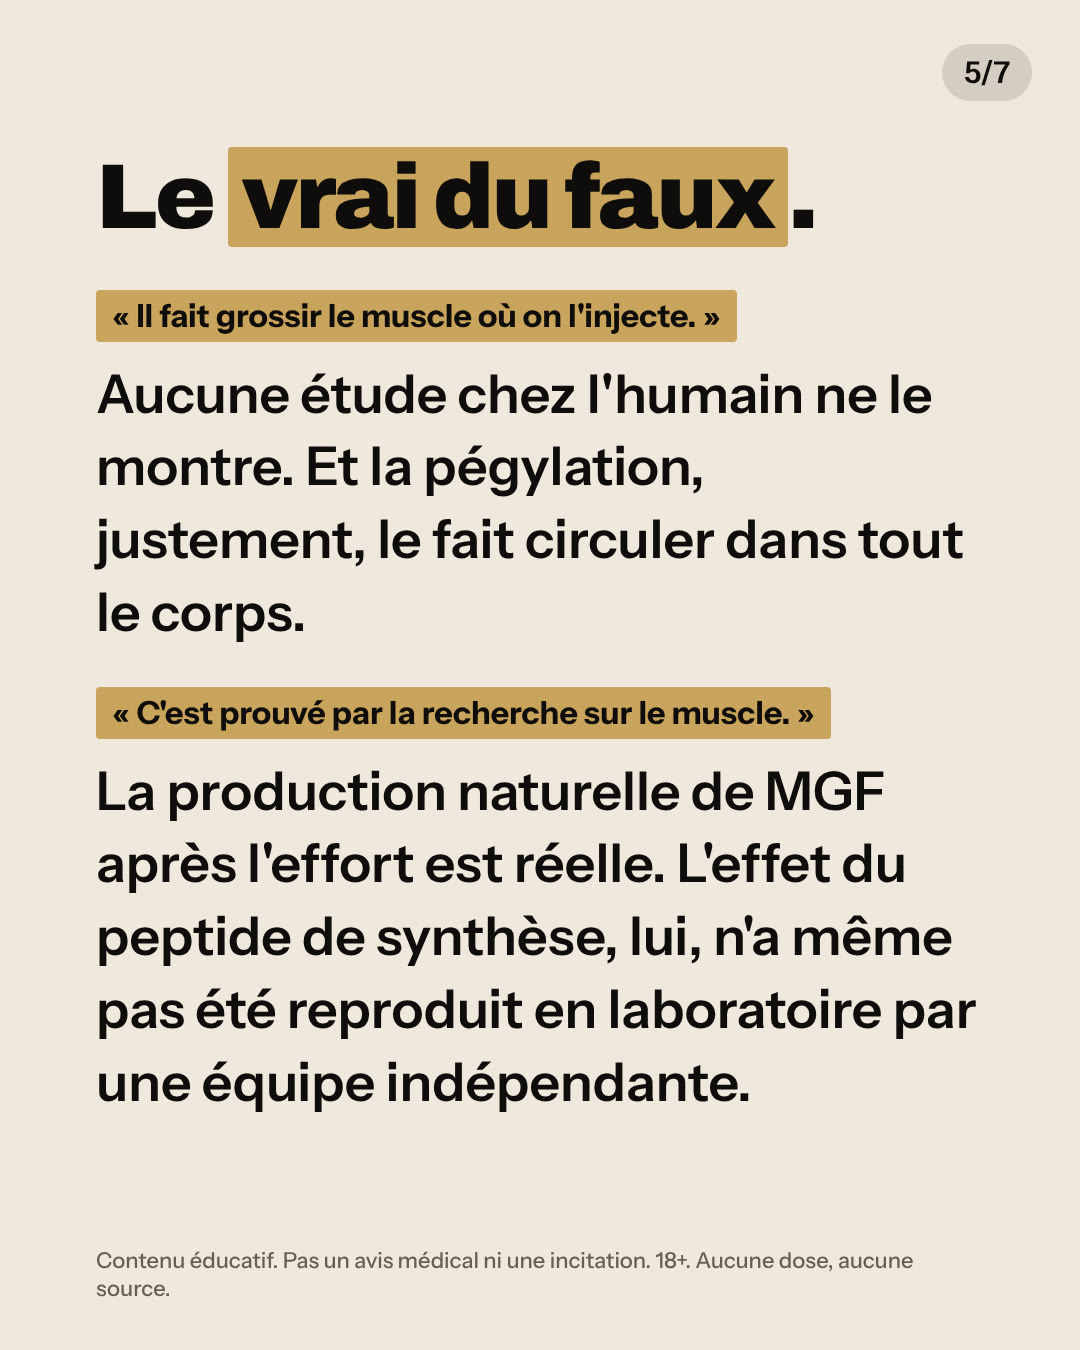 5/7
Le vrai du faux.
« Il fait grossir le muscle où on l'injecte. »
Aucune étude chez l'humain ne le
montre. Et la pégylation,
justement, le fait circuler dans tout
le corps.
« C'est prouvé par la recherche sur le muscle. »
La production naturelle de MGF
après l'effort est réelle. L'effet du
peptide de synthèse, lui, n'a même
pas été reproduit en laboratoire par
une équipe indépendante.
Contenu éducatif. Pas un avis médical ni une incitation. 18+. Aucune dose, aucune
source.